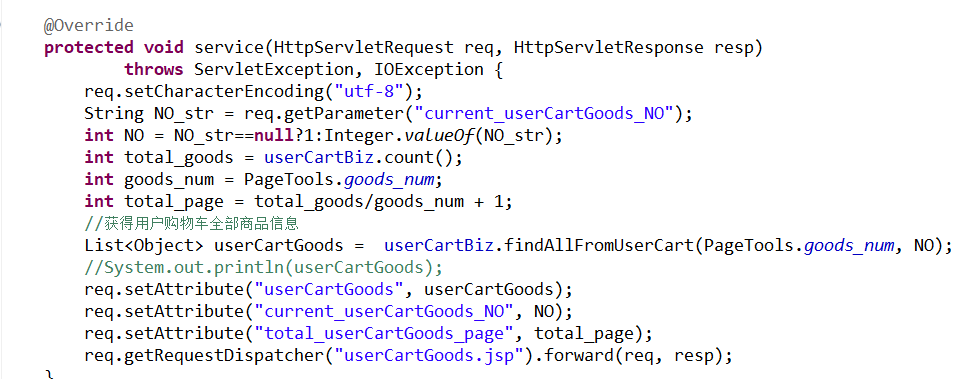 @Override
protected void service(HttpServletRequest req, HttpServletResponse resp)
throws ServletException, IOException {
req.setCharacterEncoding("utf-8");
String NO_str = req.getParameter("current_userCartGoods_NO");
int NO = NO_str==null?1:Integer.valueOf(NO_str);
int total_goods = userCartBiz.count();
int goods_num = PageTools.goods_num;
int total_page = total_goods/goods_num + 1;
//获得用户购物车全部商品信息
List<Object> userCartGoods =  userCartBiz.findAllFromUserCart(PageTools.goods_num, NO);
//System.out.println(userCartGoods);
req.setAttribute("userCartGoods", userCartGoods);
req.setAttribute("current_userCartGoods_NO", NO);
req.setAttribute("total_userCartGoods_page", total_page);
req.getRequestDispatcher("userCartGoods.jsp").forward(req, resp);
}